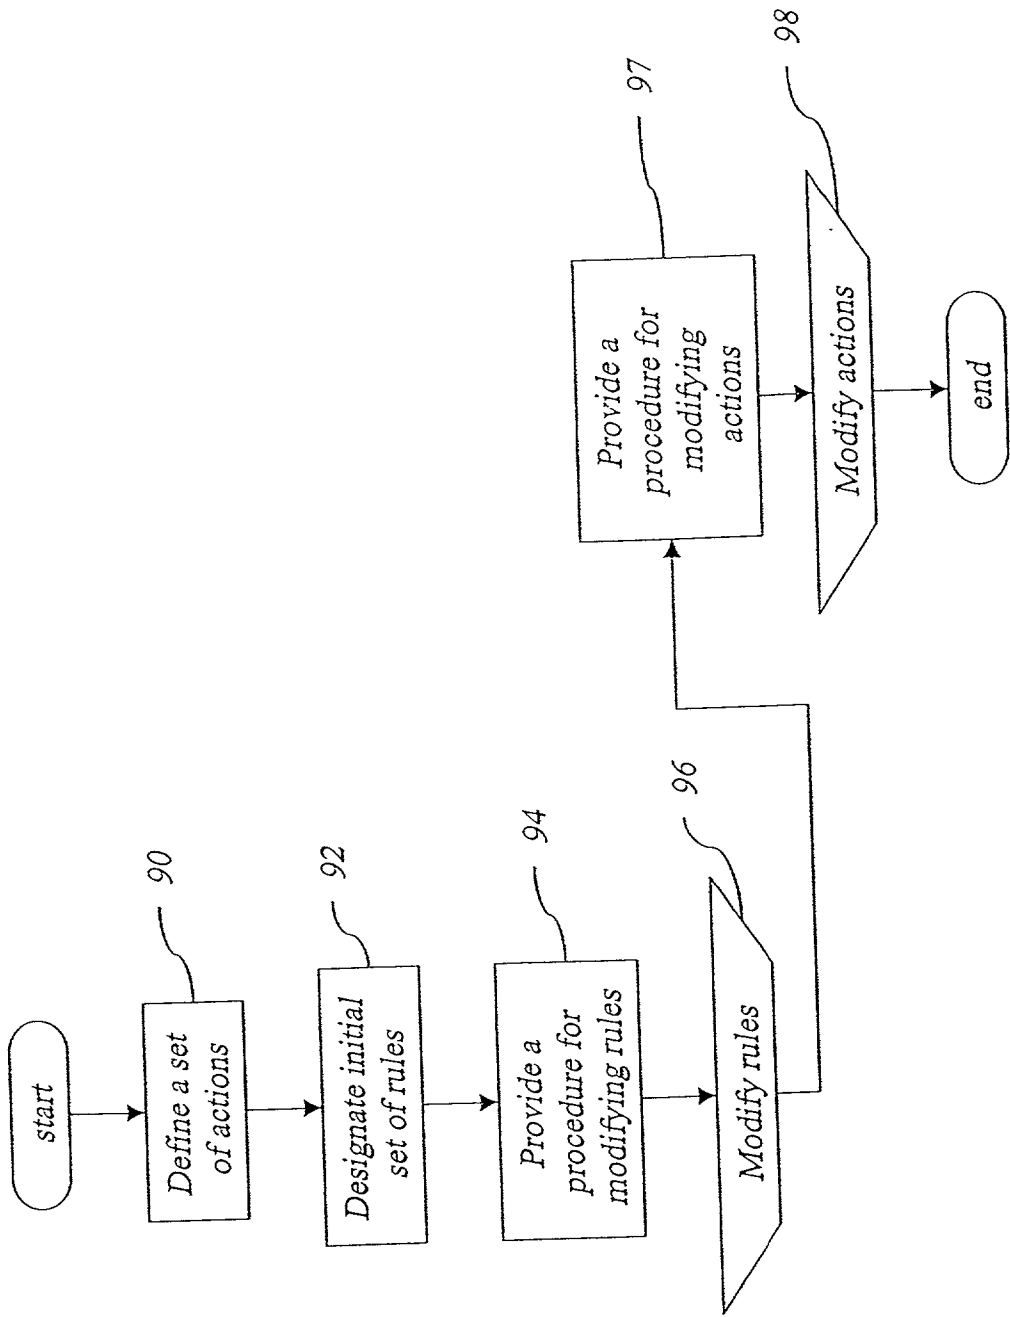 start
Define a set
of actions
90
Designate initial
set of rules
92
Provide a
procedure for
modifying rules
94
Modify rules
96
Provide a
procedure for
modifying
actions
97
Modify actions
98
end